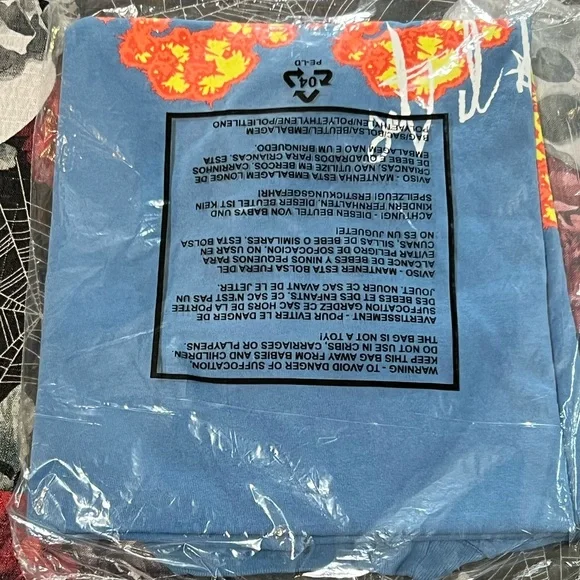 WARNING - TO AVOID DANGER OF SUFFOCATION,
KEEP THIS BAG AWAY FROM BABIES AND CHILDREN.
DO NOT USE IN CRIBS, CARRIAGES OR PLAYPENS.
THE BAG IS NOT A TOY!
AVERTISSEMENT - POUR EVITER LE DANGER DE
SUFFOCATION GARDEZ CE SAC HORS DE LA PORTEE
DES BEBES ET DES ENFANTS. CE SAC N'EST PAS UN
JOUET. NOUER CE SAC AVANT DE LE JETER.
AVISO - MANTENER ESTA BOLSA FUERA DEL
ALCANCE DE BEBES Y NINOS PEQUENOS PARA
EVITAR PELIGRO DE SOFOCACION. NO USAR EN
CUNAS, SILLAS DE BEBE O SIMILARES, ESTA BOLSA
NO ES UN JUGUETE!
ACHTUNG! - DIESEN BEUTEL VON BABYS UND
KINDERN FERNHALTEN. DIESER BEUTEL IST KEIN
SPEILZEUG! ERSTICKUNGSGEFAHR!
AVISO - MANTENHA ESTA EMBALAGEM LONGE DE
CRIANCAS, NAO UTILIZE EM BERCOS, CARRINHOS
DE BEBE E QUADRADOS PARA CRIANCAS, ESTA
EMBALAGEM NAO E UM BRINQUEDO.
BAG/SAC/BOLSA/BEUTEL/EMBALAGEM
POLYAETHYLEN/POLYETHYLENE/POLIETILENO
04
PE-LD